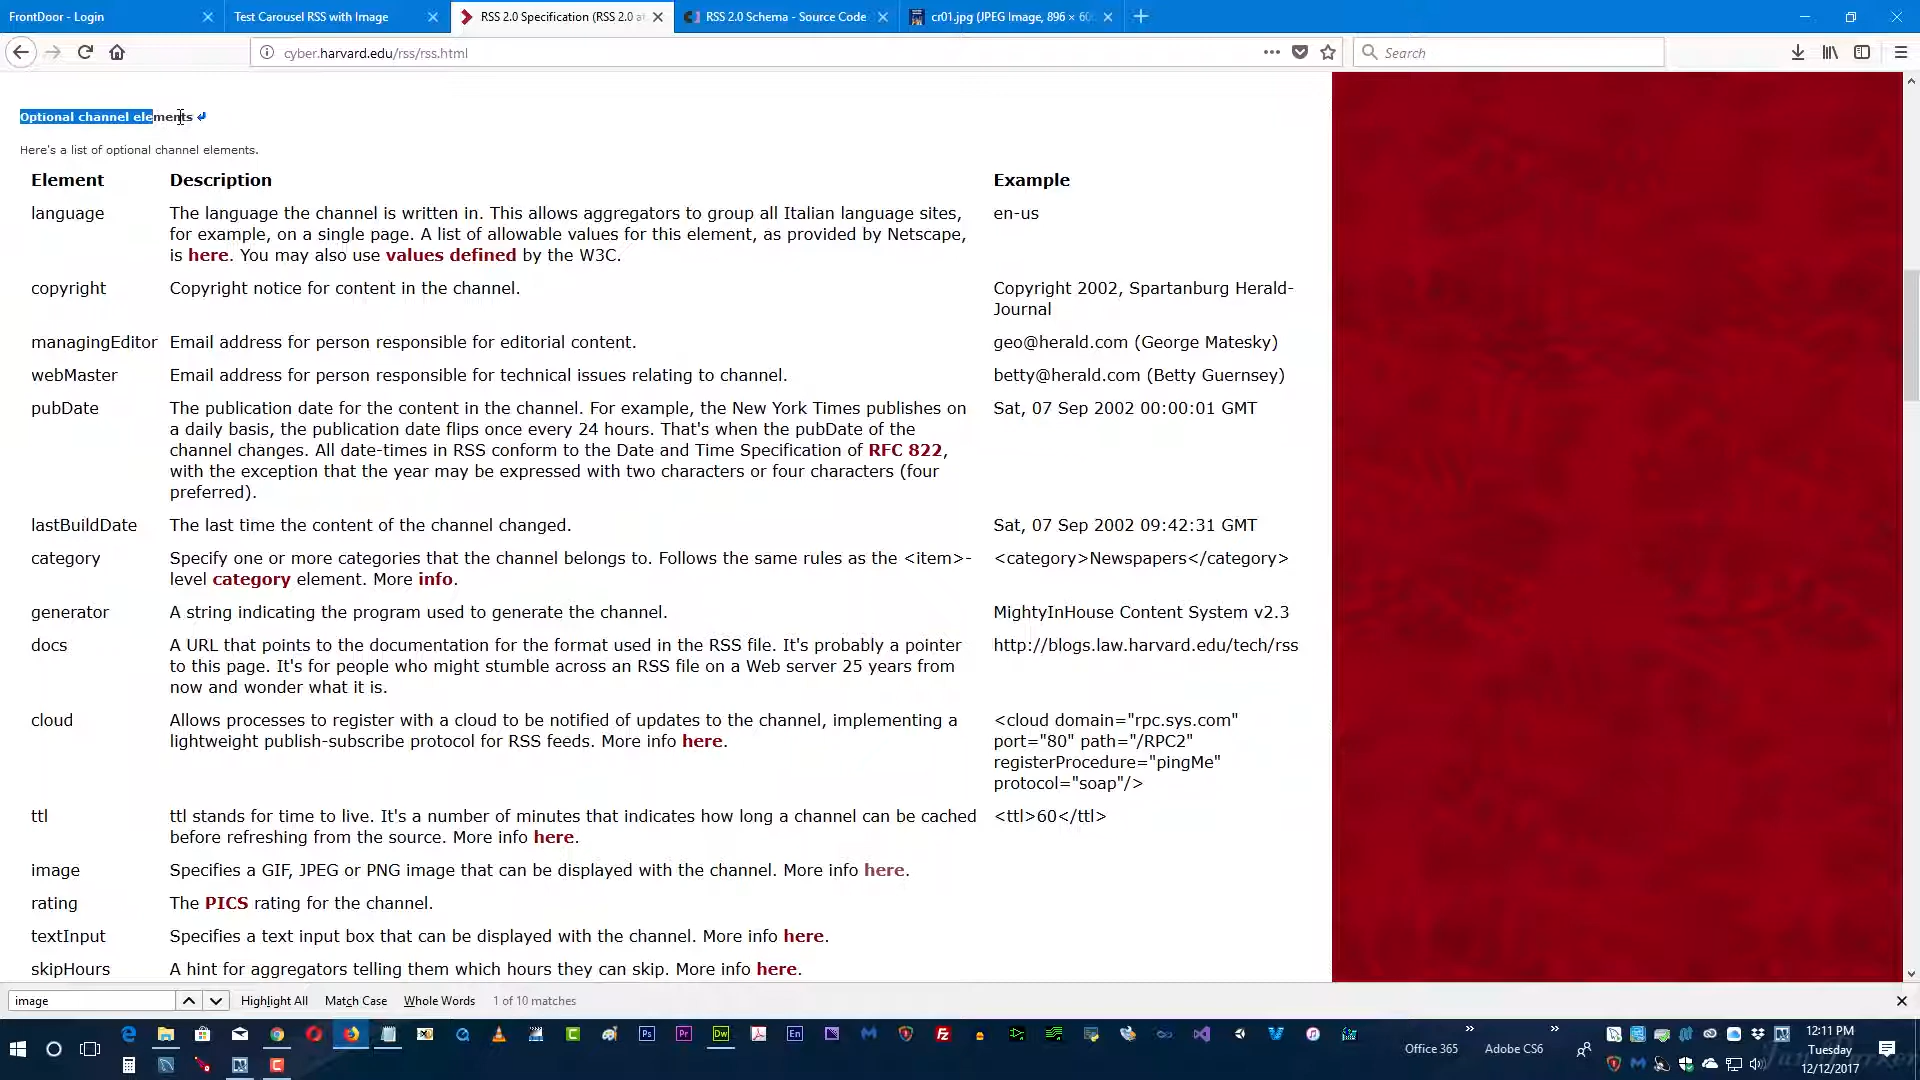 FrontDoor - Login
Test Carousel RSS with Image
RSS 2.0 Specification (RSS 2.0 at
RSS 2.0 Schema - Source Code
cr01.jpg (JPEG Image, 896 × 60
cyber.harvard.edu/rss/rss.html
Search
Optional channel elements
Here's a list of optional channel elements.
Element Description Example
language The language the channel is written in. This allows aggregators to group all Italian language sites, en-us
for example, on a single page. A list of allowable values for this element, as provided by Netscape,
is here. You may also use values defined by the W3C.
copyright Copyright notice for content in the channel. Copyright 2002, Spartanburg Herald-
Journal
managingEditor Email address for person responsible for editorial content. geo@herald.com (George Matesky)
webMaster Email address for person responsible for technical issues relating to channel. betty@herald.com (Betty Guernsey)
pubDate The publication date for the content in the channel. For example, the New York Times publishes on Sat, 07 Sep 2002 00:00:01 GMT
a daily basis, the publication date flips once every 24 hours. That's when the pubDate of the
channel changes. All date-times in RSS conform to the Date and Time Specification of RFC 822,
with the exception that the year may be expressed with two characters or four characters (four
preferred).
lastBuildDate The last time the content of the channel changed. Sat, 07 Sep 2002 09:42:31 GMT
category Specify one or more categories that the channel belongs to. Follows the same rules as the <item>- <category>Newspapers</category>
level category element. More info.
generator A string indicating the program used to generate the channel. MightyInHouse Content System v2.3
docs A URL that points to the documentation for the format used in the RSS file. It's probably a pointer http://blogs.law.harvard.edu/tech/rss
to this page. It's for people who might stumble across an RSS file on a Web server 25 years from
now and wonder what it is.
cloud Allows processes to register with a cloud to be notified of updates to the channel, implementing a <cloud domain="rpc.sys.com"
lightweight publish-subscribe protocol for RSS feeds. More info here. port="80" path="/RPC2"
registerProcedure="pingMe"
protocol="soap"/>
ttl ttl stands for time to live. It's a number of minutes that indicates how long a channel can be cached <ttl>60</ttl>
before refreshing from the source. More info here.
image Specifies a GIF, JPEG or PNG image that can be displayed with the channel. More info here.
rating The PICS rating for the channel.
textInput Specifies a text input box that can be displayed with the channel. More info here.
skipHours A hint for aggregators telling them which hours they can skip. More info here.
image Highlight All Match Case Whole Words 1 of 10 matches
Office 365 Adobe CS6
12:11 PM
Tuesday
12/12/2017